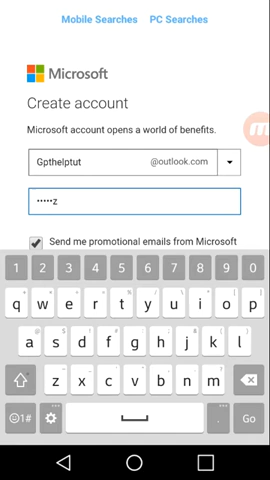 Mobile Searches PC Searches
Microsoft
Create account
Microsoft account opens a world of benefits.
Gpthelptut @outlook.com
•••••z
Send me promotional emails from Microsoft
1 2 3 4 5 6 7 8 9 0
q w e r t y u i o p
a s d f g h j k l
z x c v b n m
☺1# . Go